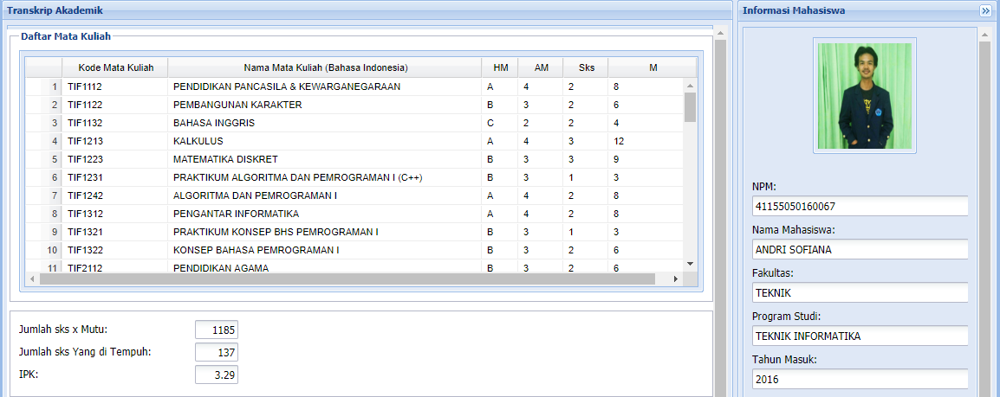 Transkrip Akademik
Daftar Mata Kuliah
Kode Mata Kuliah Nama Mata Kuliah (Bahasa Indonesia) HM AM Sks M
1 TIF1112 PENDIDIKAN PANCASILA & KEWARGANEGARAAN A 4 2 8
2 TIF1122 PEMBANGUNAN KARAKTER B 3 2 6
3 TIF1132 BAHASA INGGRIS C 2 2 4
4 TIF1213 KALKULUS A 4 3 12
5 TIF1223 MATEMATIKA DISKRET B 3 3 9
6 TIF1231 PRAKTIKUM ALGORITMA DAN PEMROGRAMAN I (C++) B 3 1 3
7 TIF1242 ALGORITMA DAN PEMROGRAMAN I A 4 2 8
8 TIF1312 PENGANTAR INFORMATIKA A 4 2 8
9 TIF1321 PRAKTIKUM KONSEP BHS PEMROGRAMAN I B 3 1 3
10 TIF1322 KONSEP BAHASA PEMROGRAMAN I B 3 2 6
11 TIF2112 PENDIDIKAN AGAMA B 3 2 6
Jumlah sks x Mutu: 1185
Jumlah sks Yang di Tempuh: 137
IPK: 3.29
Informasi Mahasiswa
NPM:
41155050160067
Nama Mahasiswa:
ANDRI SOFIANA
Fakultas:
TEKNIK
Program Studi:
TEKNIK INFORMATIKA
Tahun Masuk:
2016